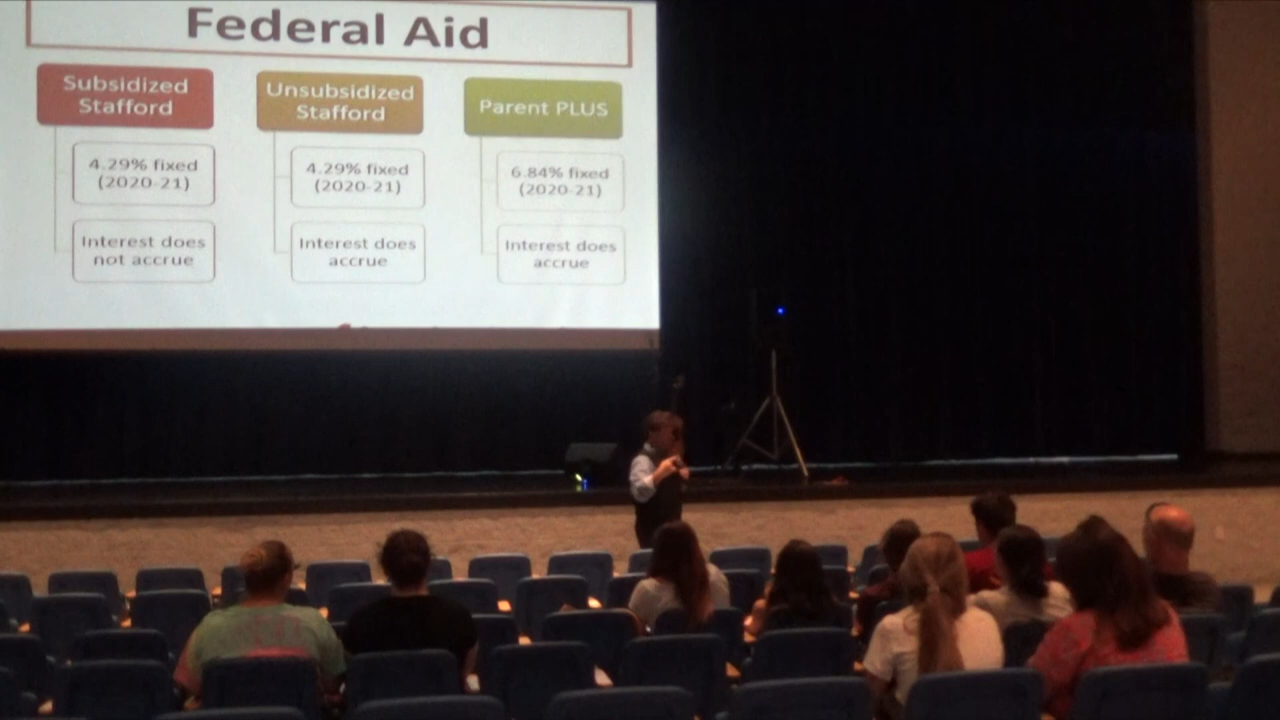 Federal Aid
Subsidized
Stafford
4.29% fixed
(2020-21)
Interest does
not accrue
Unsubsidized
Stafford
4.29% fixed
(2020-21)
Interest does
accrue
Parent PLUS
6.84% fixed
(2020-21)
Interest does
accrue